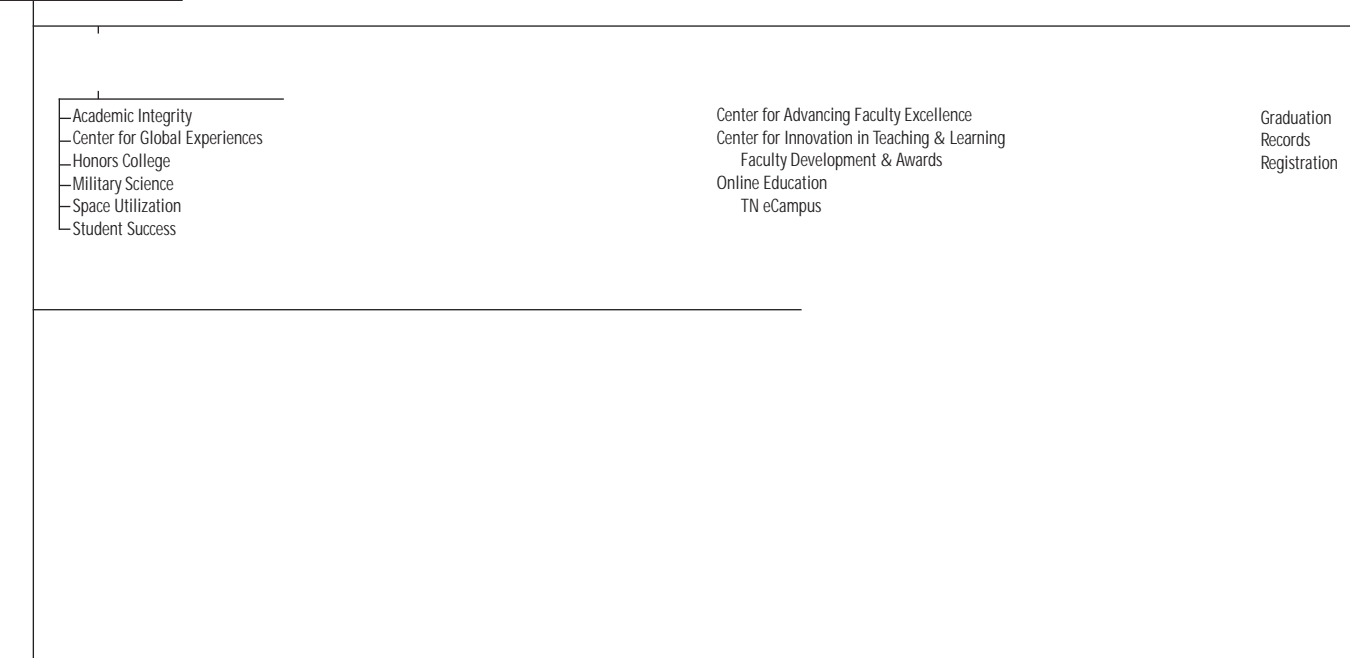 Academic Integrity
Center for Global Experiences
Honors College
Military Science
Space Utilization
Student Success
Center for Advancing Faculty Excellence
Center for Innovation in Teaching & Learning
Faculty Development & Awards
Online Education
TN eCampus
Graduation
Records
Registration